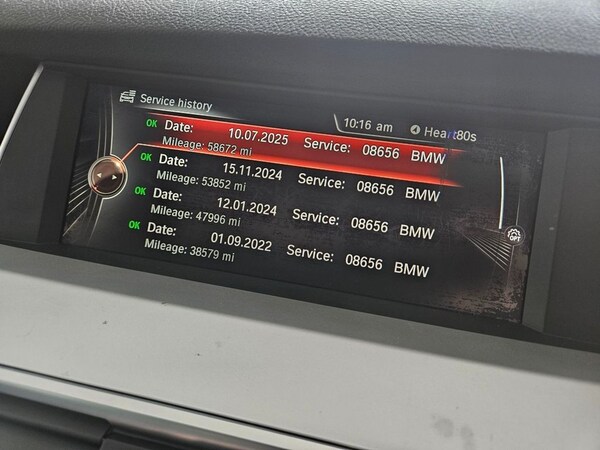 Service history
10:16 am Heart80s
OK Date: 10.07.2025 Service: 08656 BMW
Mileage: 58672 mi
OK Date: 15.11.2024 Service: 08656 BMW
Mileage: 53852 mi
OK Date: 12.01.2024 Service: 08656 BMW
Mileage: 47996 mi
OK Date: 01.09.2022 Service: 08656 BMW
Mileage: 38579 mi
OPT